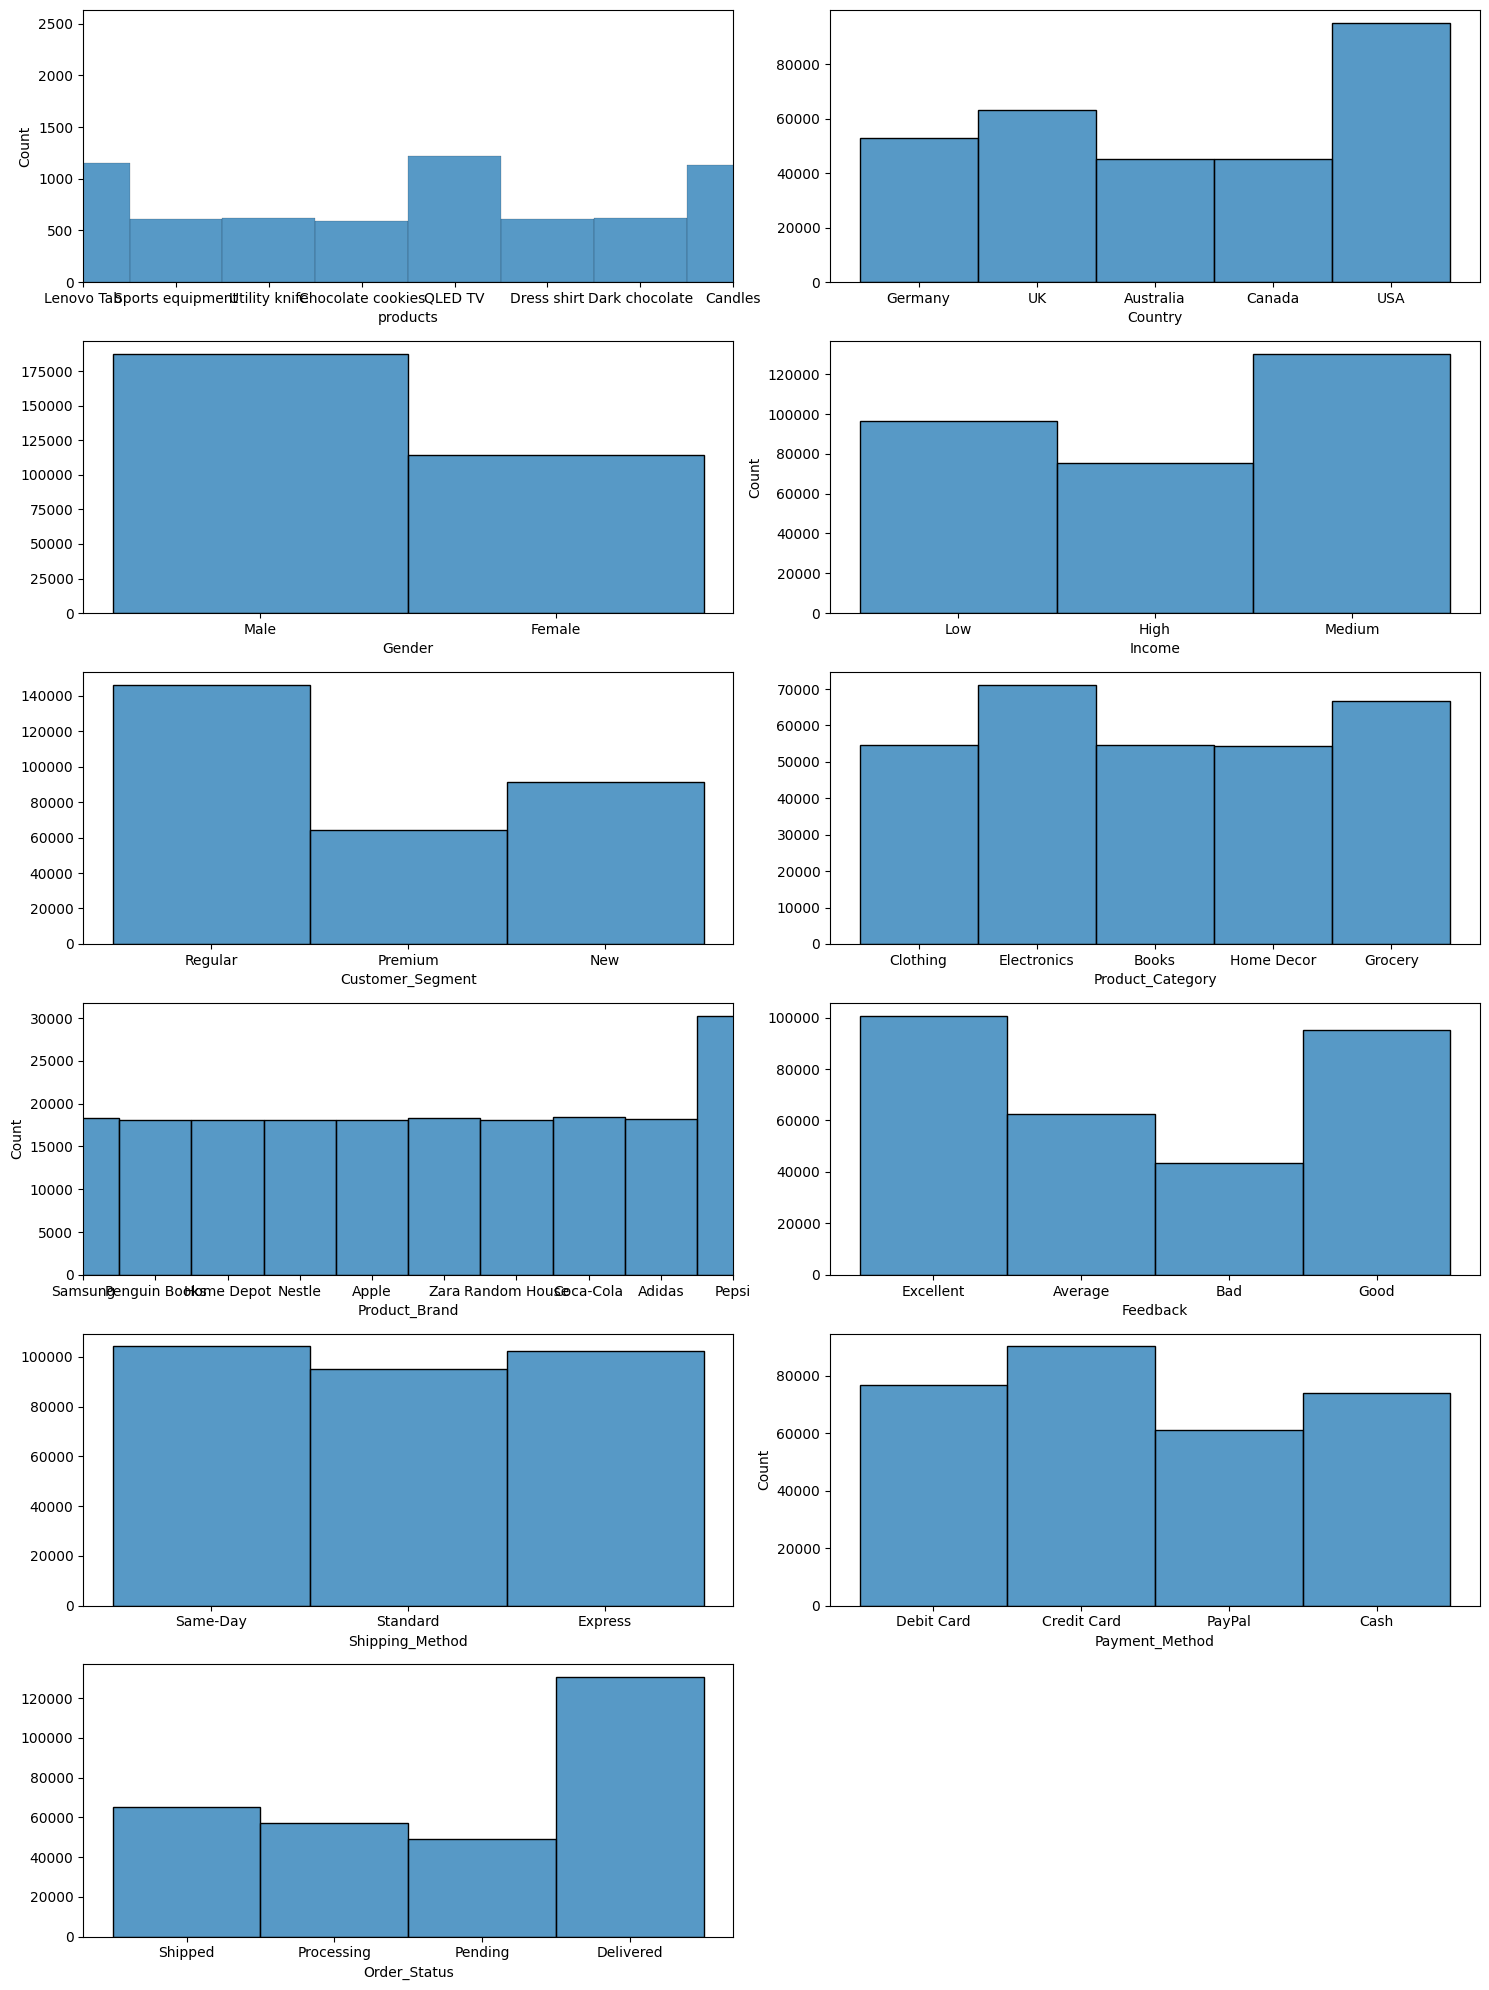 2500
2000
1500
1000
500
0
Count
Lenovo Tab Sports equipment Utility knife Chocolate cookies QLED TV Dress shirt Dark chocolate Candles
products
80000
60000
40000
20000
0
Germany UK Australia Canada USA
Country
175000
150000
125000
100000
75000
50000
25000
0
Male Female
Gender
120000
100000
80000
60000
40000
20000
0
Count
Low High Medium
Income
140000
120000
100000
80000
60000
40000
20000
0
Regular Premium New
Customer_Segment
70000
60000
50000
40000
30000
20000
10000
0
Clothing Electronics Books Home Decor Grocery
Product_Category
30000
25000
20000
15000
10000
5000
0
Count
Samsung Penguin Books Home Depot Nestle Apple Zara Random House Coca-Cola Adidas Pepsi
Product_Brand
100000
80000
60000
40000
20000
0
Excellent Average Bad Good
Feedback
100000
80000
60000
40000
20000
0
Same-Day Standard Express
Shipping_Method
80000
60000
40000
20000
0
Count
Debit Card Credit Card PayPal Cash
Payment_Method
120000
100000
80000
60000
40000
20000
0
Shipped Processing Pending Delivered
Order_Status